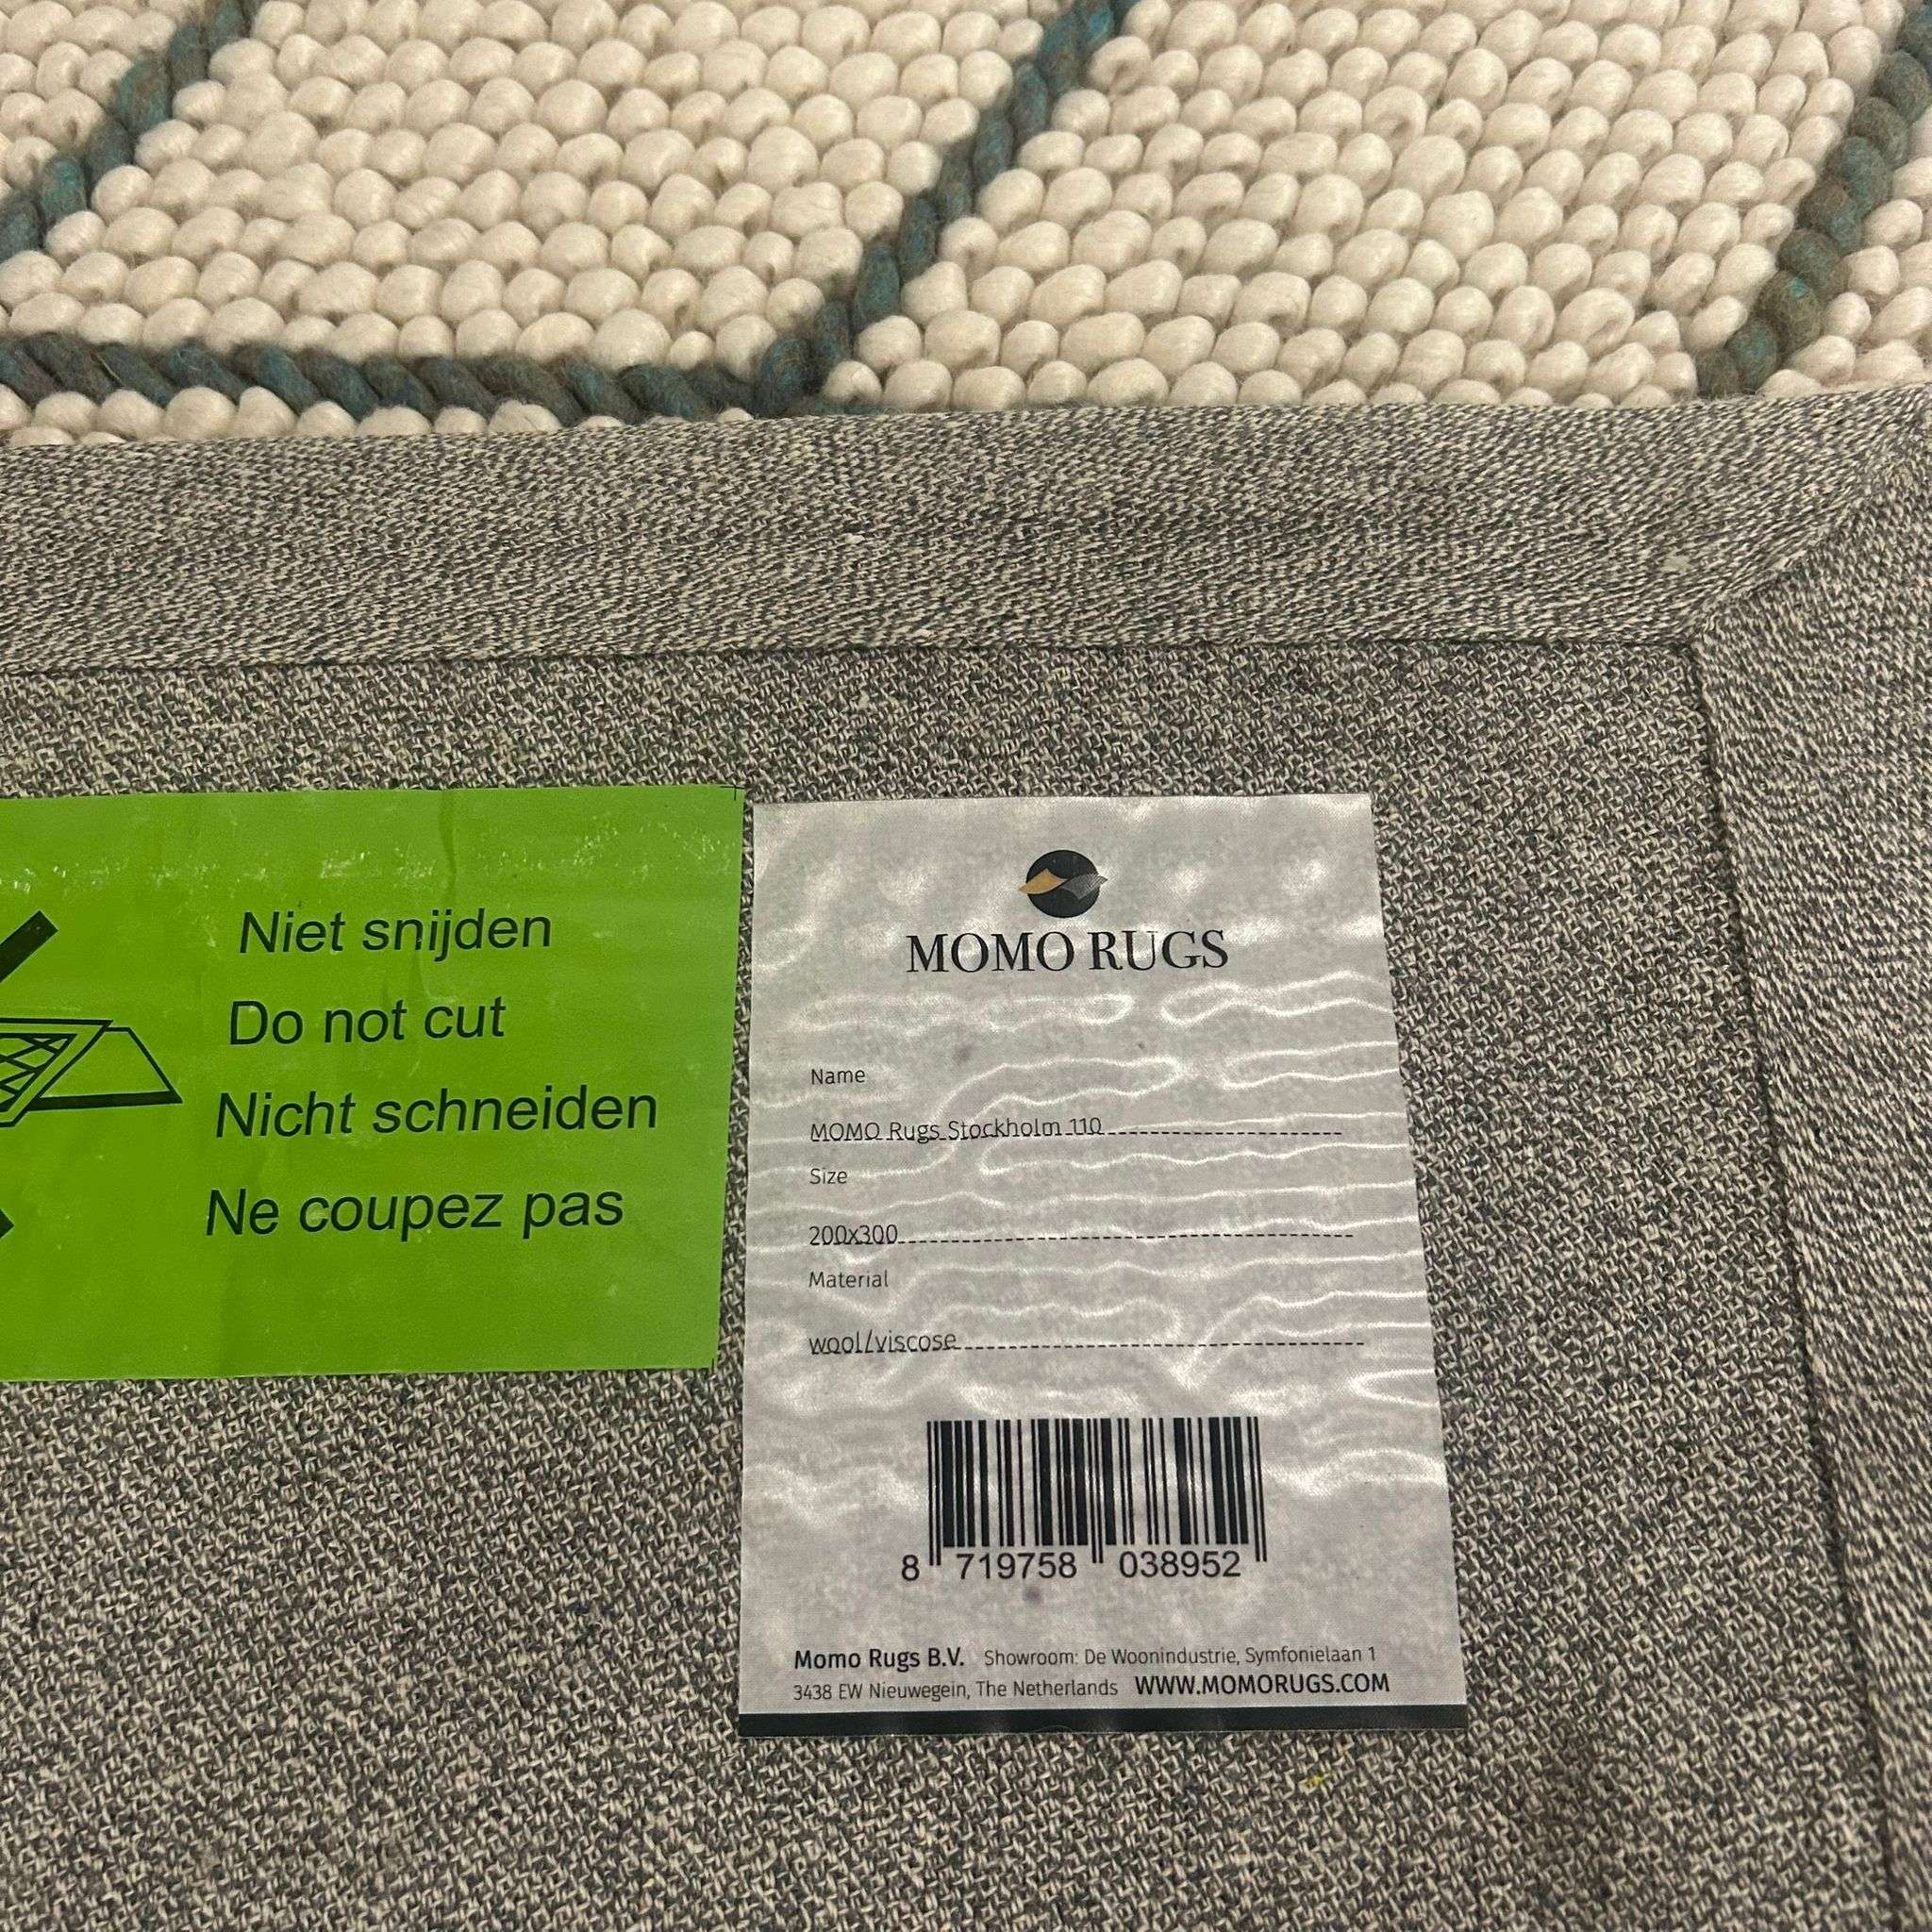 Niet snijden
Do not cut
Nicht schneiden
Ne coupez pas
MOMO RUGS
Name
MOMO Rugs Stockholm 110
Size
200x300
Material
wool/viscose
8 719758 038952
Momo Rugs B.V. Showroom: De Woonindustrie, Symfonielaan 1
3438 EW Nieuwegein, The Netherlands WWW.MOMORUGS.COM